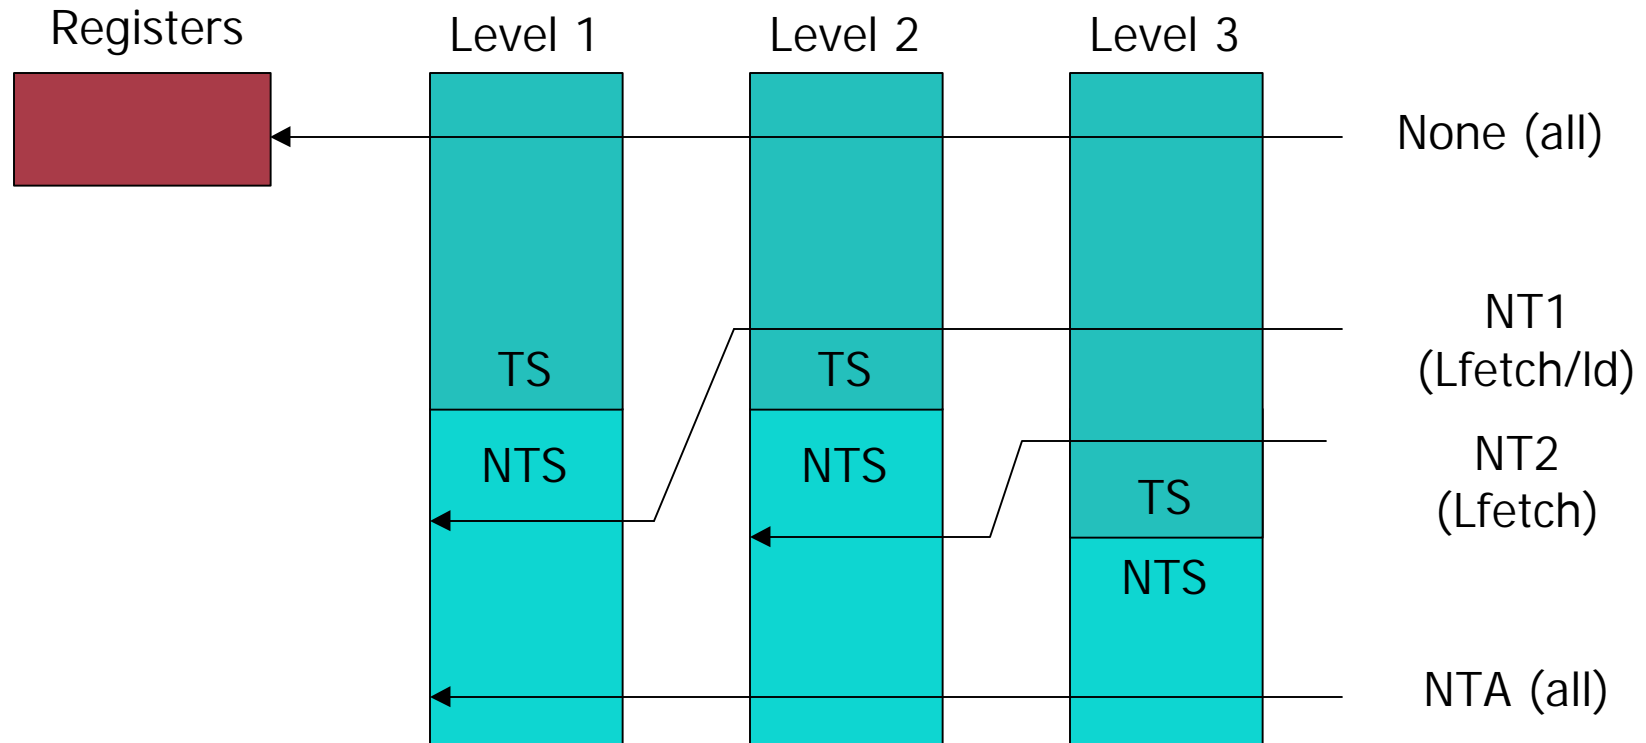 Registers
Level 1
Level 2
Level 3
None (all)
NT1
(Lfetch/ld)
TS
TS
NTS
NTS
NT2
(Lfetch)
TS
NTS
NTA (all)